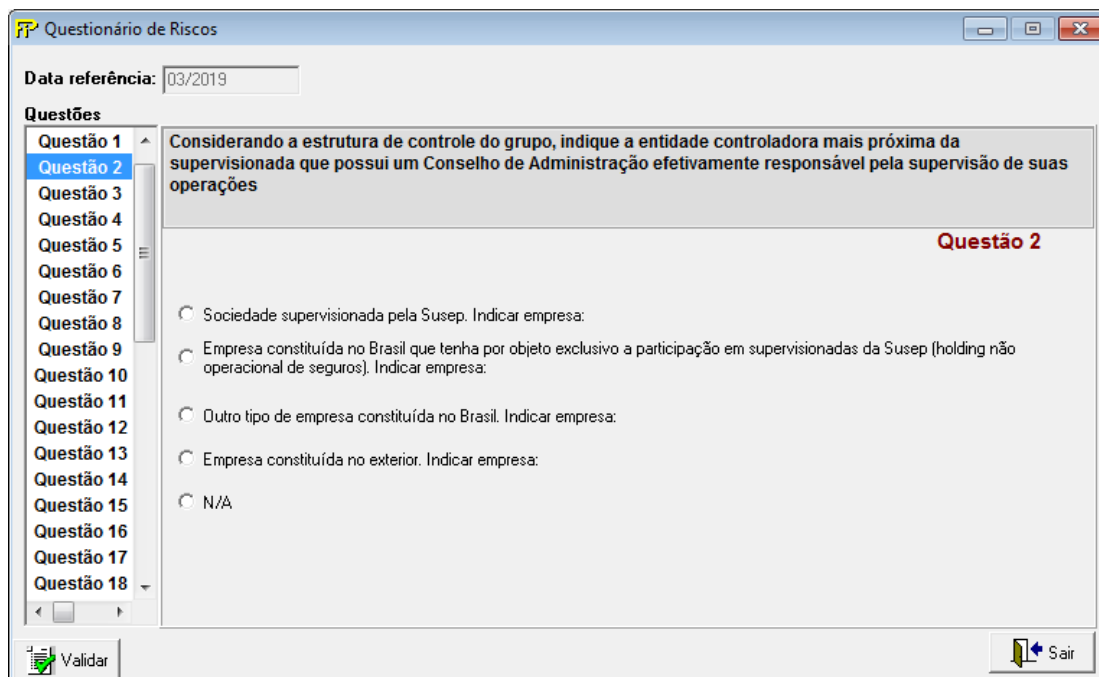 FIP Questionário de Riscos
Data referência: 03/2019
Questões
Questão 1
Questão 2
Questão 3
Questão 4
Questão 5
Questão 6
Questão 7
Questão 8
Questão 9
Questão 10
Questão 11
Questão 12
Questão 13
Questão 14
Questão 15
Questão 16
Questão 17
Questão 18
Considerando a estrutura de controle do grupo, indique a entidade controladora mais próxima da
supervisionada que possui um Conselho de Administração efetivamente responsável pela supervisão de suas
operações
Questão 2
Sociedade supervisionada pela Susep. Indicar empresa:
Empresa constituída no Brasil que tenha por objeto exclusivo a participação em supervisionadas da Susep (holding não
operacional de seguros). Indicar empresa:
Outro tipo de empresa constituída no Brasil. Indicar empresa:
Empresa constituída no exterior. Indicar empresa:
N/A
Validar
Sair